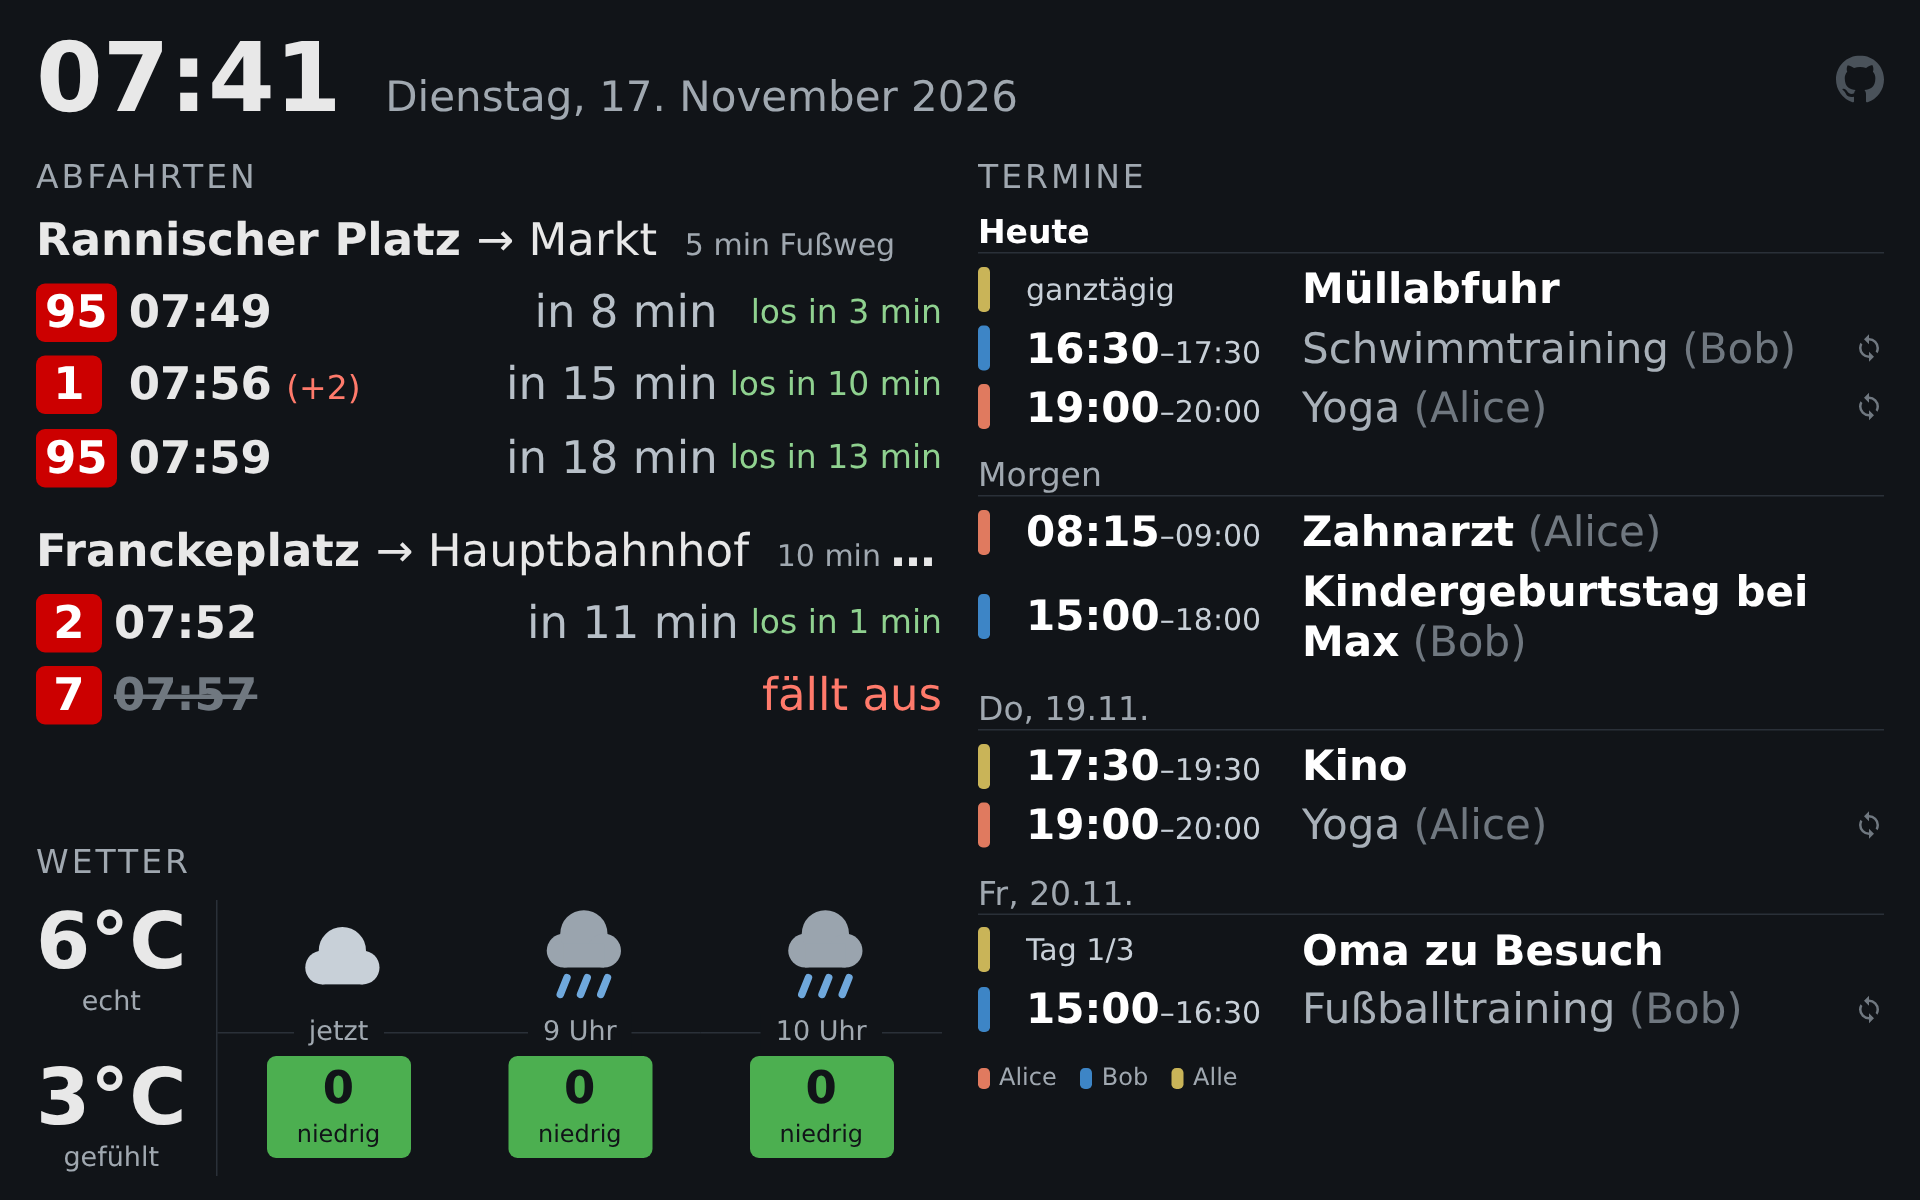 07:41 Dienstag, 17. November 2026
ABFAHRTEN
Rannischer Platz → Markt 5 min Fußweg
95 07:49 in 8 min los in 3 min
1 07:56 (+2) in 15 min los in 10 min
95 07:59 in 18 min los in 13 min
Franckeplatz → Hauptbahnhof 10 min ...
2 07:52 in 11 min los in 1 min
7 07:57 fällt aus
WETTER
6°C
echt
3°C
gefühlt
jetzt 9 Uhr 10 Uhr
0 0 0
niedrig niedrig niedrig
TERMINE
Heute
ganztägig Müllabfuhr
16:30–17:30 Schwimmtraining (Bob)
19:00–20:00 Yoga (Alice)
Morgen
08:15–09:00 Zahnarzt (Alice)
15:00–18:00 Kindergeburtstag bei
Max (Bob)
Do, 19.11.
17:30–19:30 Kino
19:00–20:00 Yoga (Alice)
Fr, 20.11.
Tag 1/3 Oma zu Besuch
15:00–16:30 Fußballtraining (Bob)
Alice Bob Alle